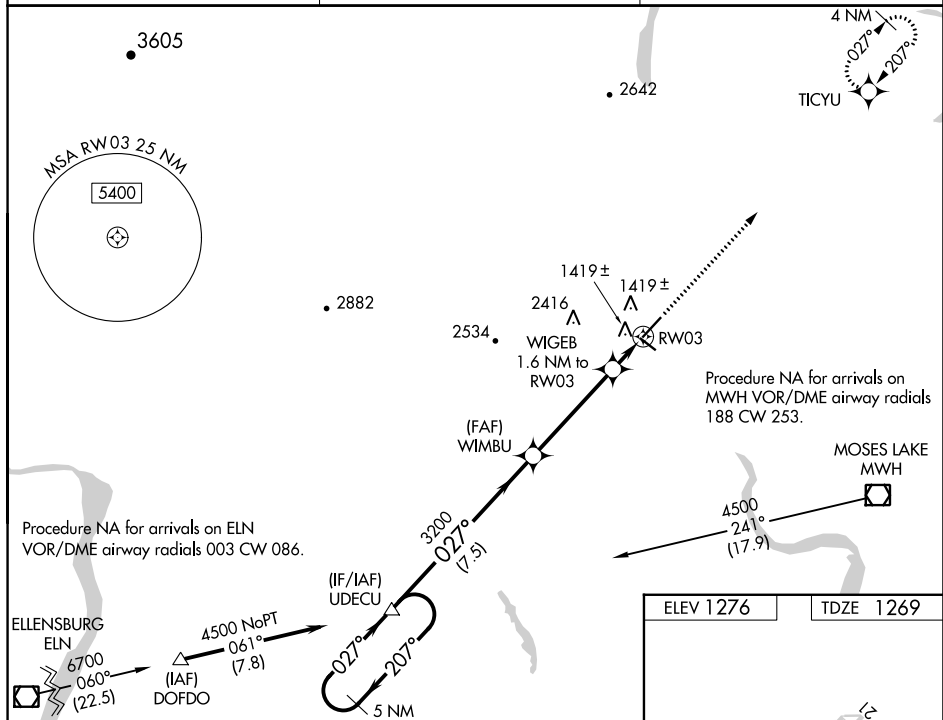 3605
4 NM
027°
207°
TICYU
2642
MSA RW03 25 NM
5400
1419±
1419±
2882
2416
2534
RW03
WIGEB
1.6 NM to
RW03
Procedure NA for arrivals on
MWH VOR/DME airway radials
188 CW 253.
(FAF)
WIMBU
MOSES LAKE
MWH
4500
241°
(17.9)
3200
027°
(7.5)
Procedure NA for arrivals on ELN
VOR/DME airway radials 003 CW 086.
(IF/IAF)
UDECU
ELEV 1276
TDZE 1269
ELLENSBURG
ELN
4500 NoPT
061°
(7.8)
6700
060°
(22.5)
(IAF)
DOFDO
027°
207°
5 NM
21